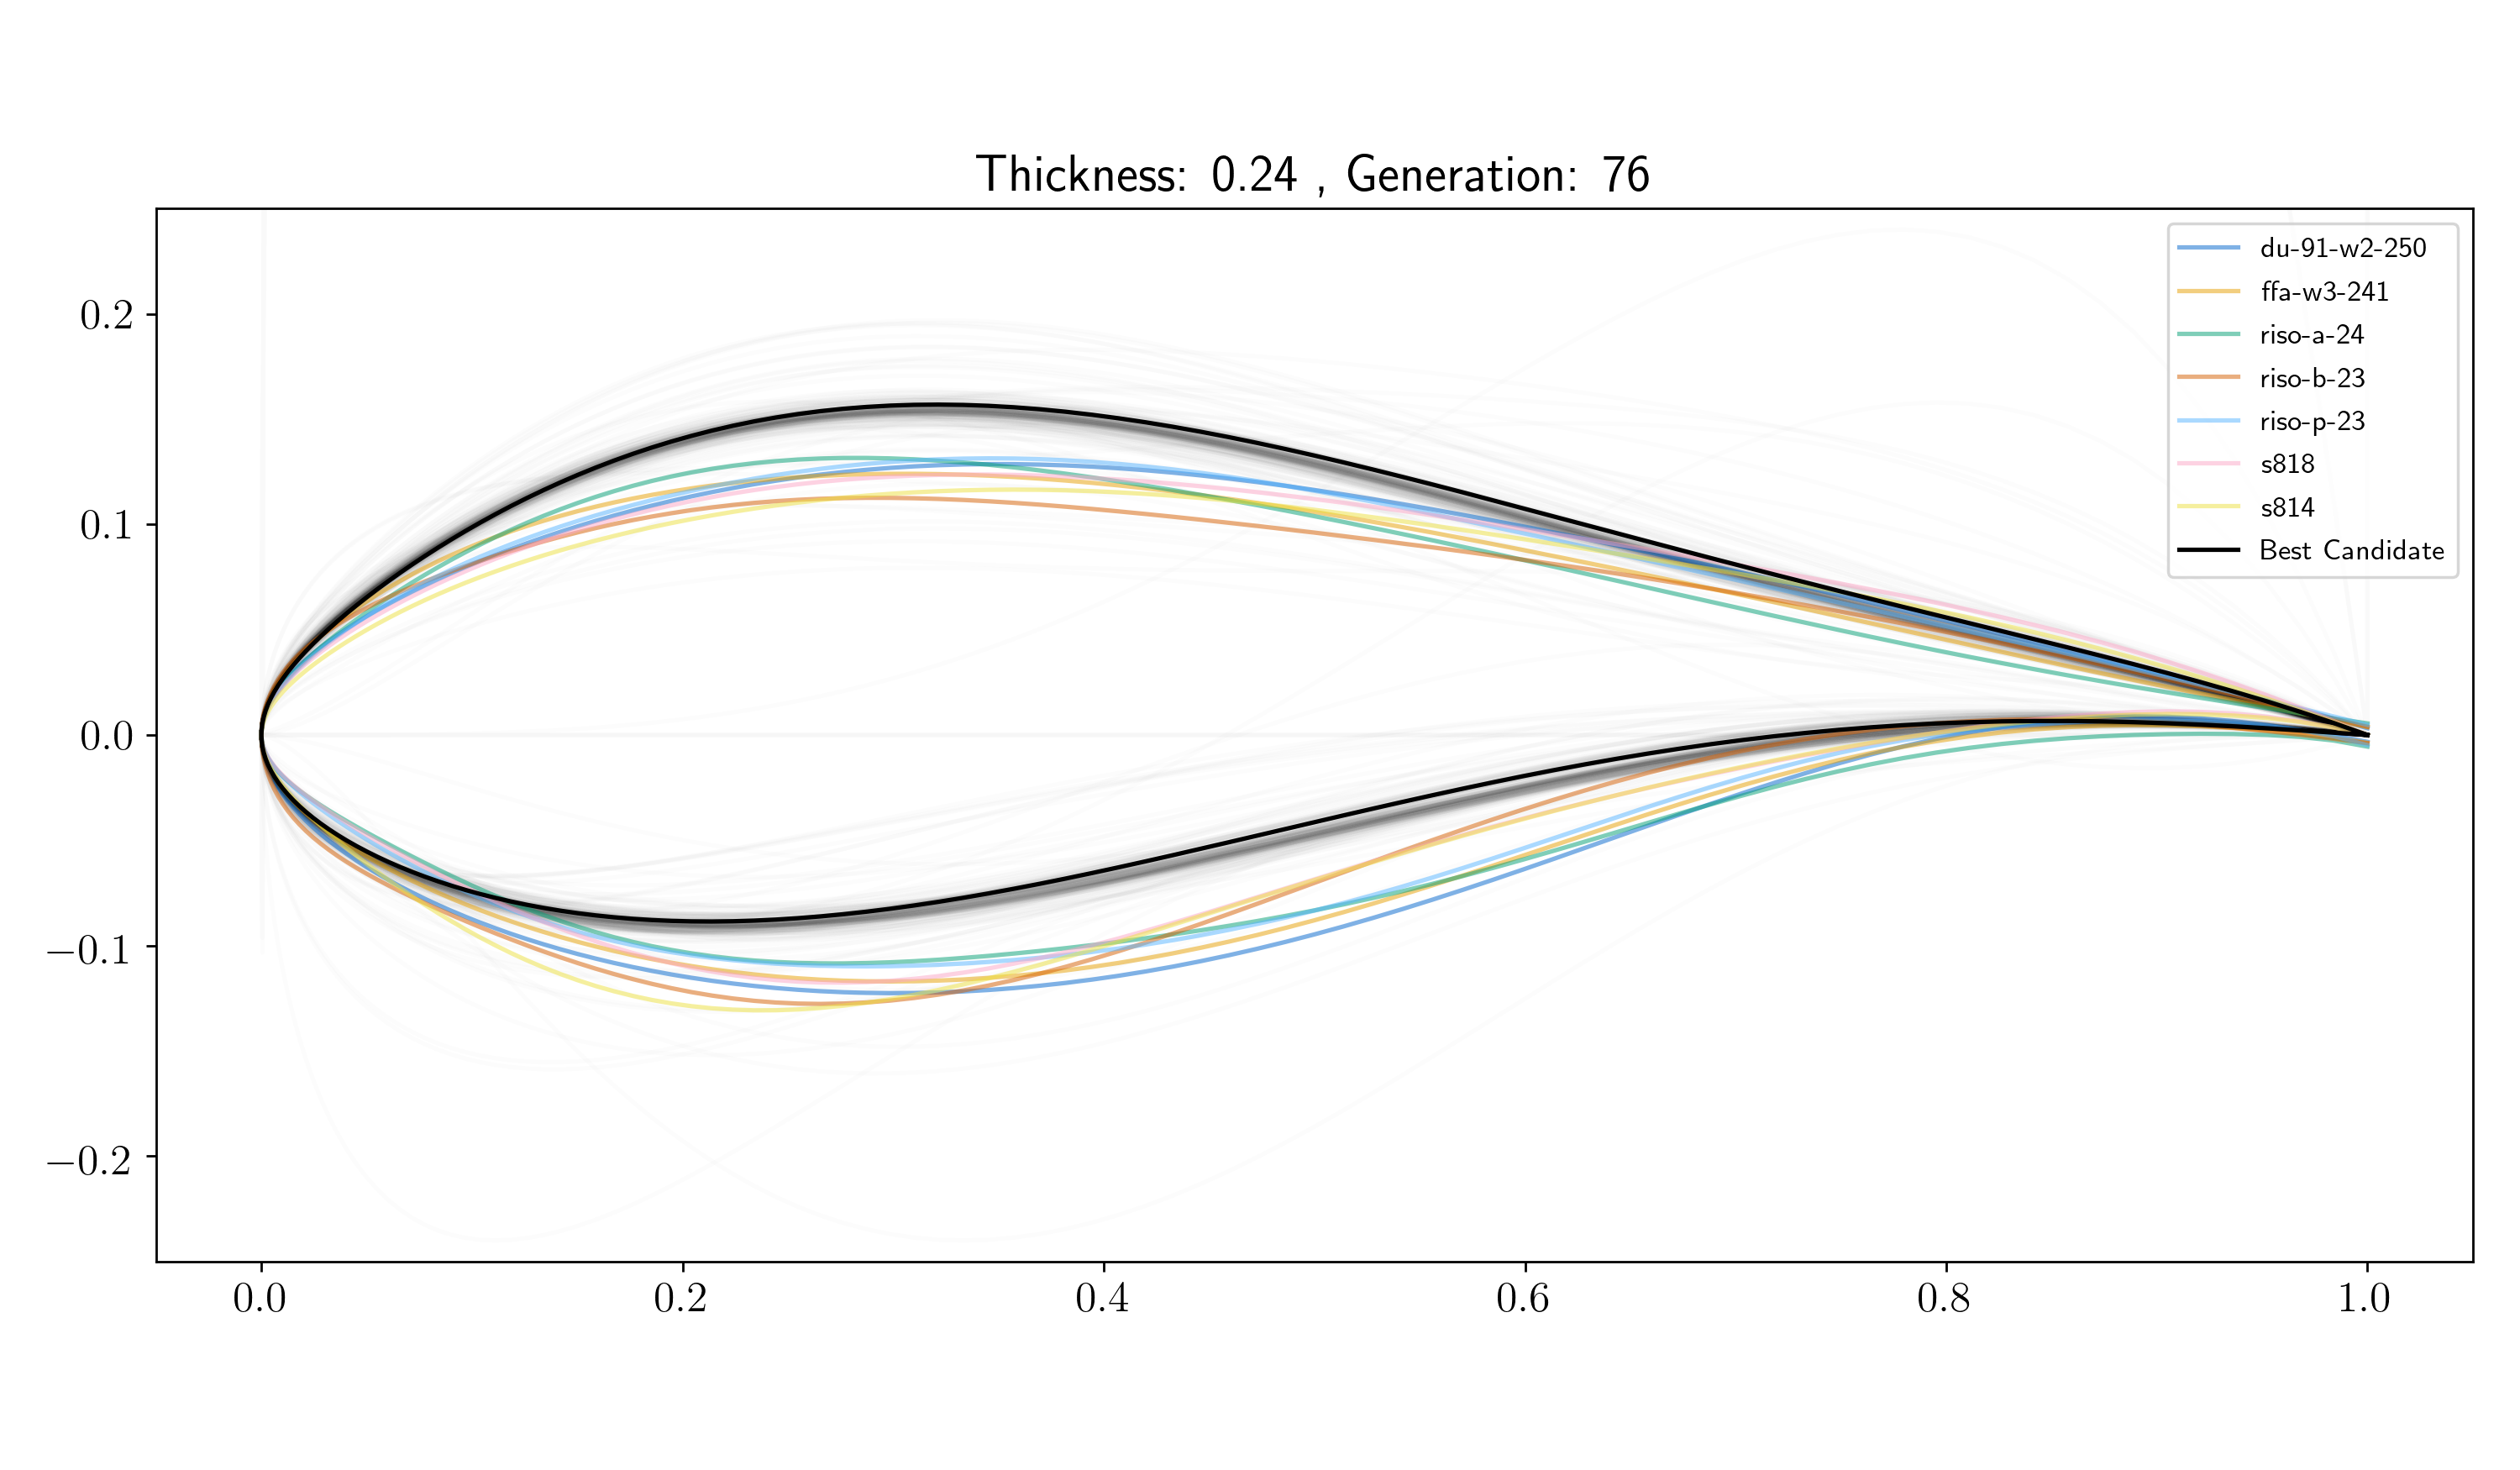 Thickness: 0.24 , Generation: 76
du-91-w2-250
ffa-w3-241
riso-a-24
riso-b-23
riso-p-23
s818
s814
Best Candidate
0.2
0.1
0.0
−0.1
−0.2
0.0 0.2 0.4 0.6 0.8 1.0